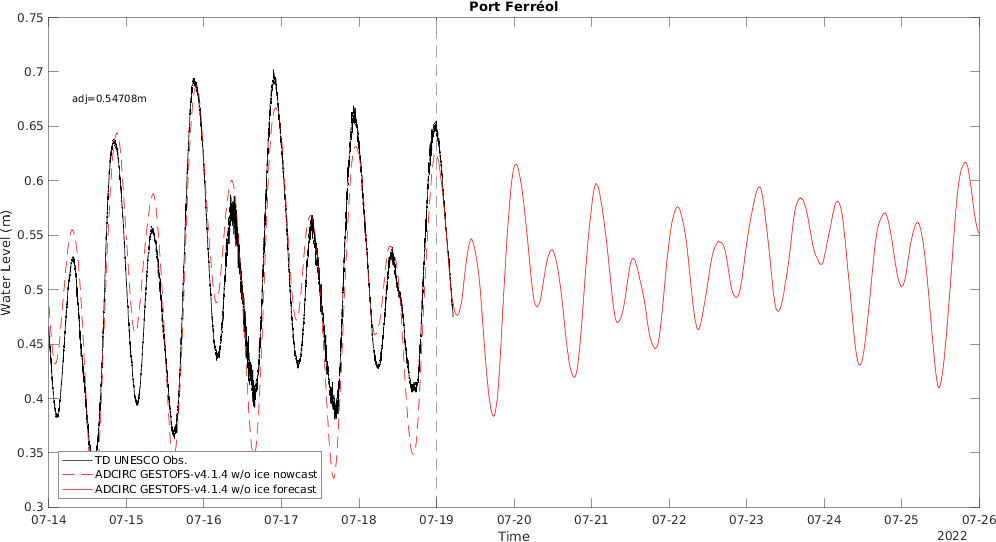 Port Ferréol
0.75
0.7
0.65
0.6
0.55
0.5
0.45
0.4
0.35
0.3
Water Level (m)
adj=0.54708m
TD UNESCO Obs.
ADCIRC GESTOFS-v4.1.4 w/o ice nowcast
ADCIRC GESTOFS-v4.1.4 w/o ice forecast
07-14 07-15 07-16 07-17 07-18 07-19 07-20 07-21 07-22 07-23 07-24 07-25 07-26
Time
2022